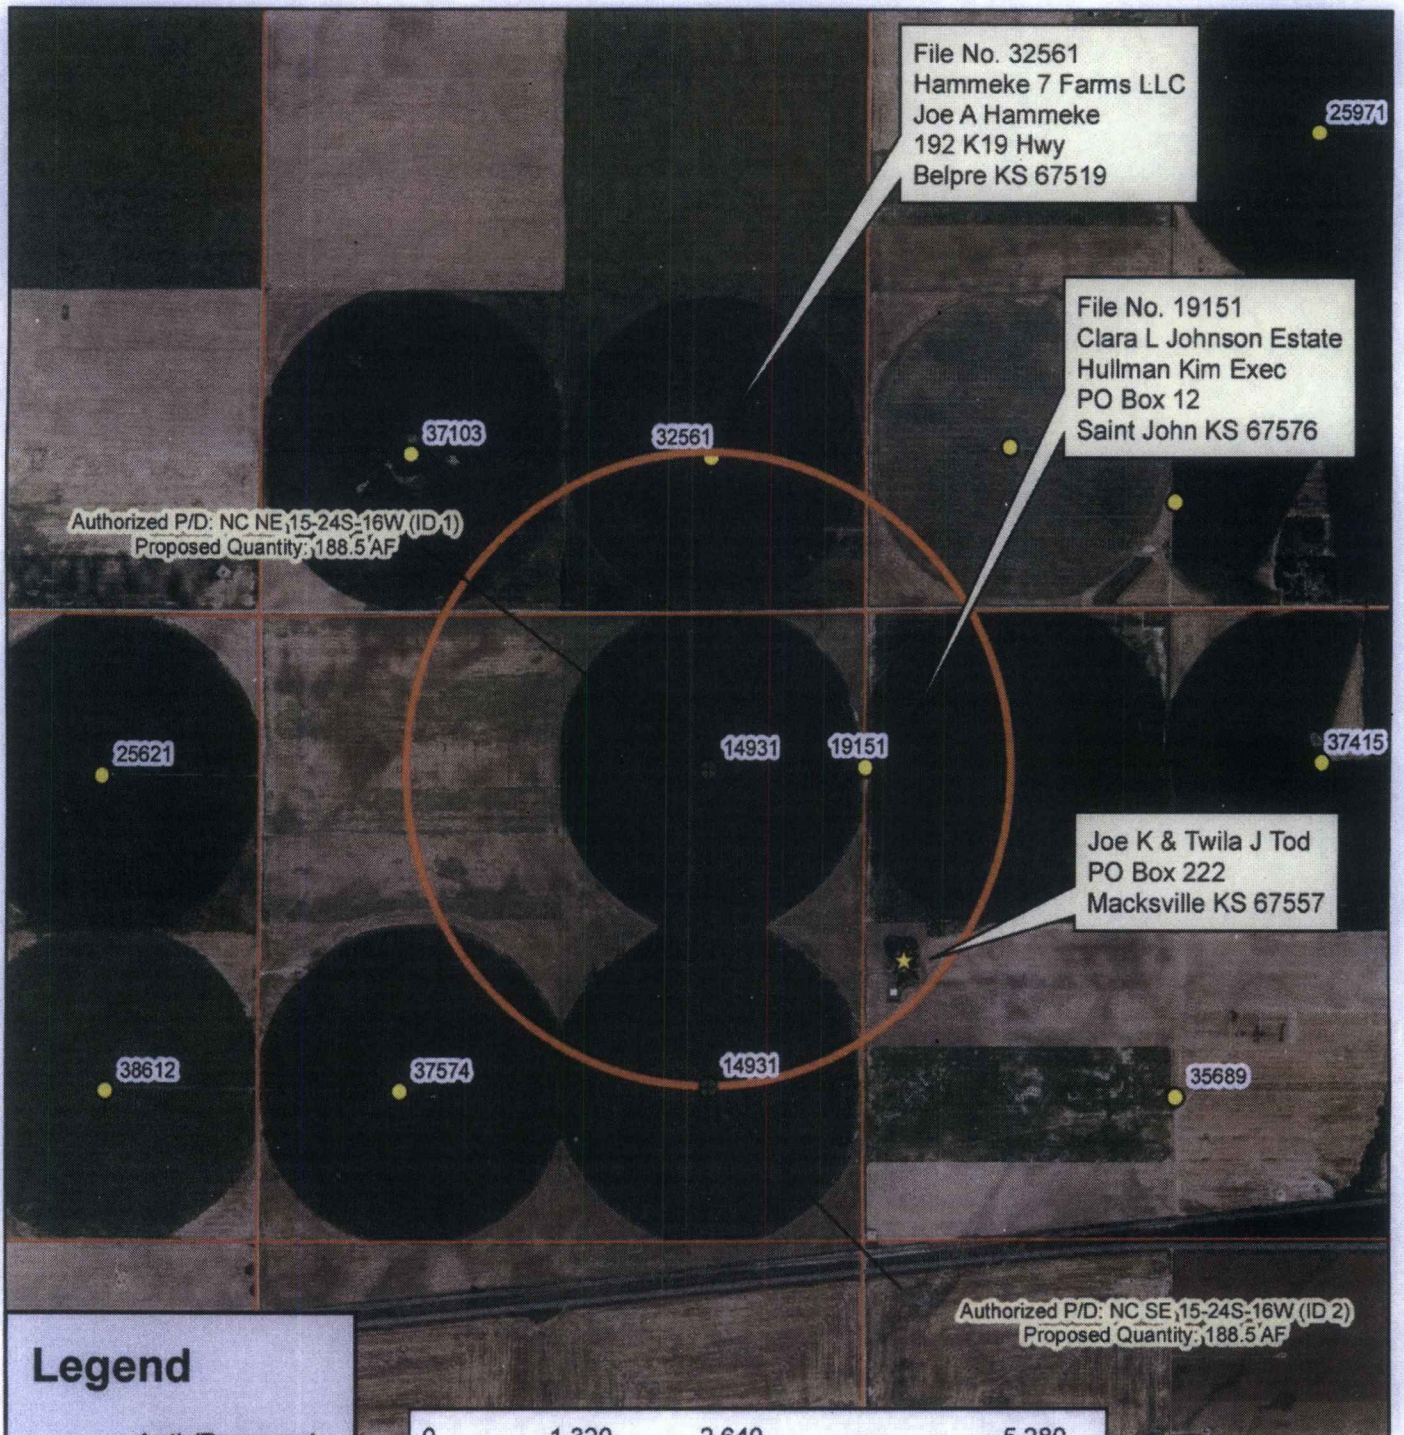 File No. 32561
Hammeke 7 Farms LLC
Joe A Hammeke
192 K19 Hwy
Belpre KS 67519
25971
File No. 19151
Clara L Johnson Estate
Hullman Kim Exec
PO Box 12
Saint John KS 67576
37103
32561
Authorized P/D: NC NE 15-24S-16W (ID 1)
Proposed Quantity: 188.5 AF
25621
14931
19151
37415
Joe K & Twila J Tod
PO Box 222
Macksville KS 67557
38612
37574
14931
35689
Authorized P/D: NC SE 15-24S-16W (ID 2)
Proposed Quantity: 188.5 AF
Legend
0 1,320 2,640 5,280